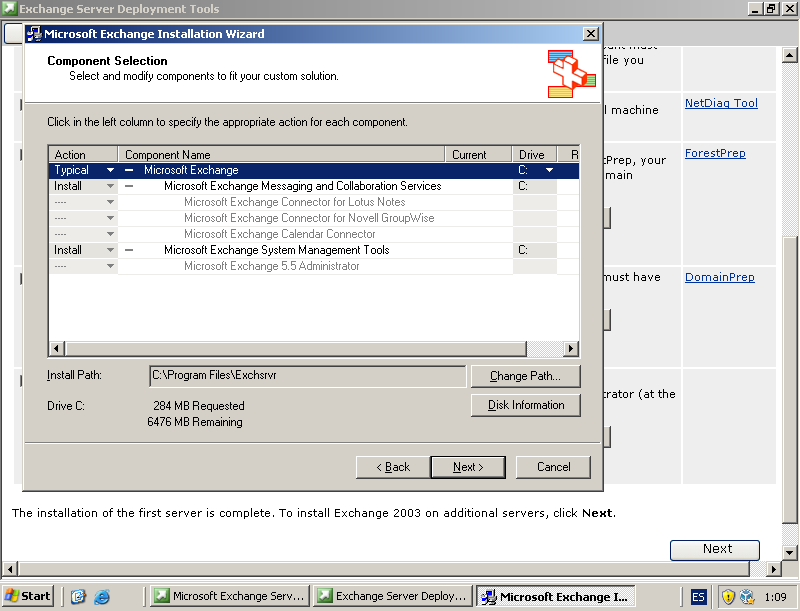 Exchange Server Deployment Tools
Microsoft Exchange Installation Wizard
Component Selection
Select and modify components to fit your custom solution.
Click in the left column to specify the appropriate action for each component.
Action Component Name Current Drive R
Typical Microsoft Exchange C:
Install Microsoft Exchange Messaging and Collaboration Services C:
---- Microsoft Exchange Connector for Lotus Notes
---- Microsoft Exchange Connector for Novell GroupWise
---- Microsoft Exchange Calendar Connector
Install Microsoft Exchange System Management Tools C:
---- Microsoft Exchange 5.5 Administrator
Install Path: C:\Program Files\Exchsrvr Change Path...
Drive C: 284 MB Requested Disk Information
6476 MB Remaining
< Back Next > Cancel
file you
l machine NetDiag Tool
tPrep, your ForestPrep
main
must have DomainPrep
trator (at the
The installation of the first server is complete. To install Exchange 2003 on additional servers, click Next.
Next
Start Microsoft Exchange Serv... Exchange Server Deploy... Microsoft Exchange I... ES 1:09